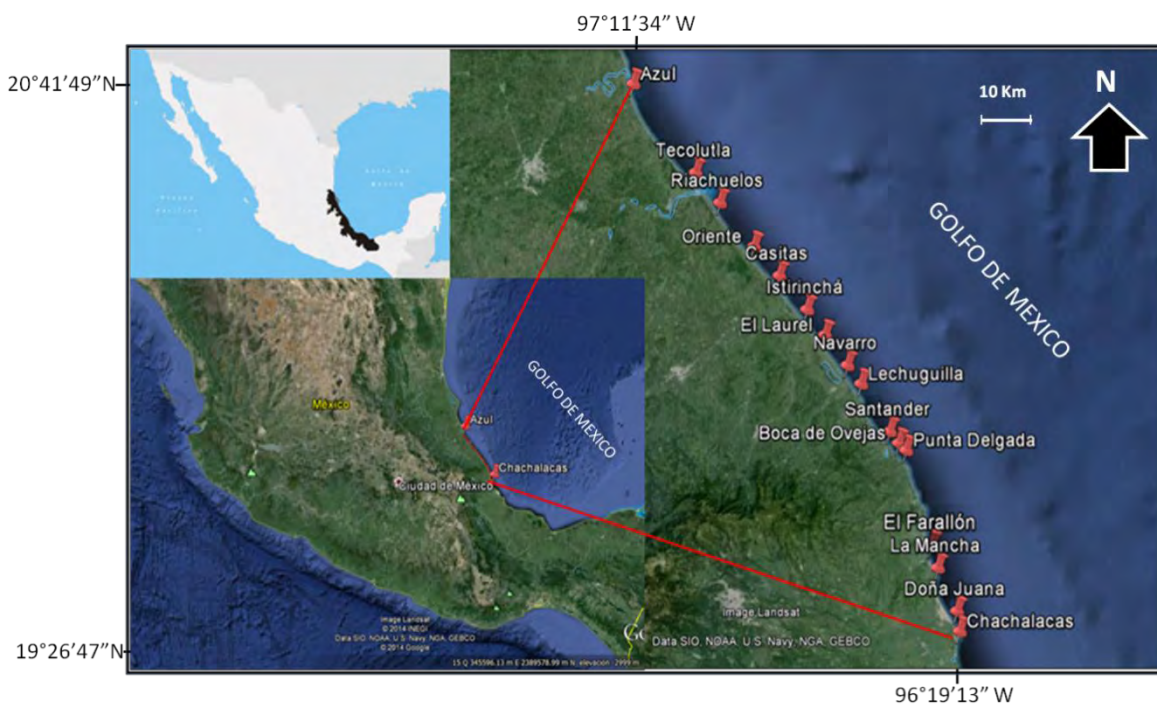 97°11’34” W
20°41’49”N
Azul
10 Km
N
Tecolutla
Riachuelos
Oriente
Casitas
Istirinchá
El Laurel
Navarro
Lechuguilla
Santander
Boca de Ovejas
Punta Delgada
El Farallón
La Mancha
Doña Juana
Chachalacas
GOLFO DE MEXICO
GOLFO DE MEXICO
México
Azul
Chachalacas
Ciudad de México
Image Landsat
© 2014 INEGI
Data SIO, NOAA, U.S. Navy, NGA, GEBCO
© 2014 Google
Image Landsat
Data SIO, NOAA, U.S. Navy, NGA, GEBCO
19°26’47”N
96°19’13” W